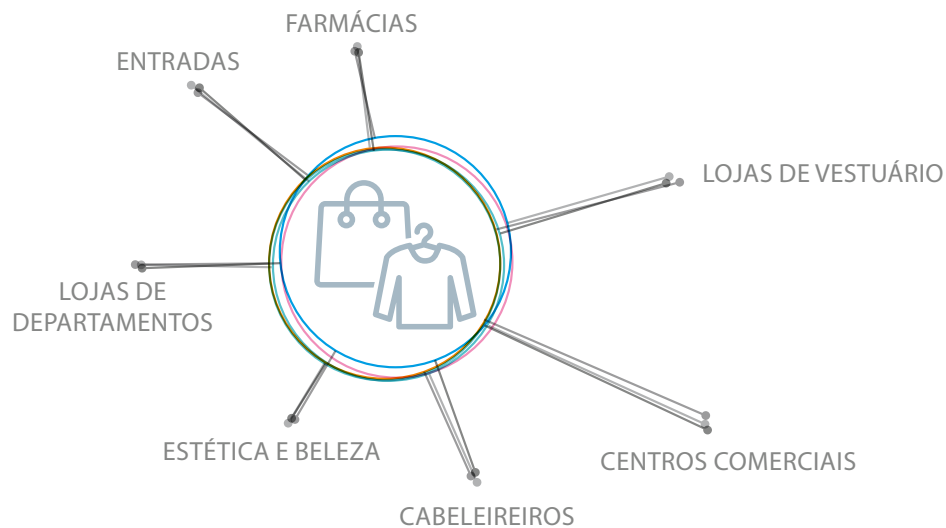 FARMÁCIAS
ENTRADAS
LOJAS DE VESTUÁRIO
LOJAS DE
DEPARTAMENTOS
ESTÉTICA E BELEZA
CENTROS COMERCIAIS
CABELEIREIROS